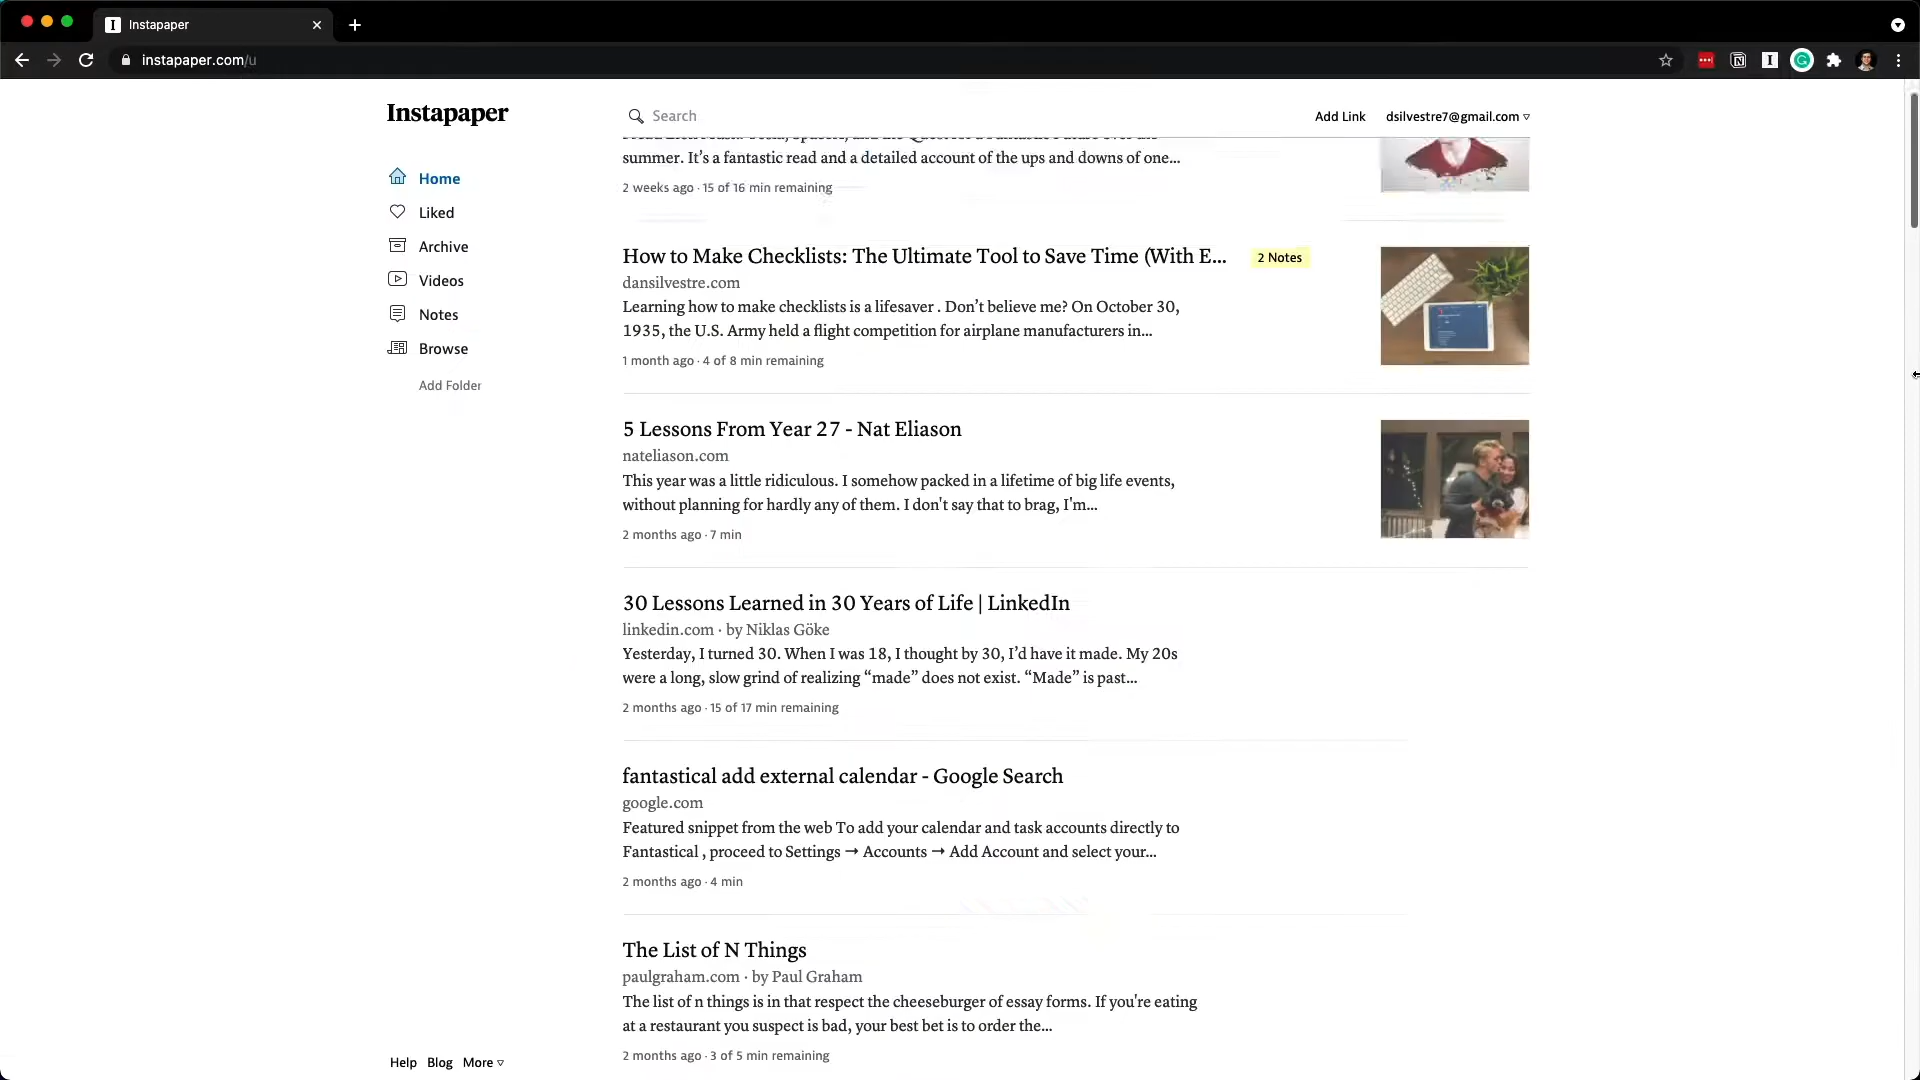 Instapaper
instapaper.com/u
Instapaper
Search
Add Link
dsilvestre7@gmail.com
Home
Liked
Archive
Videos
Notes
Browse
Add Folder
summer. It’s a fantastic read and a detailed account of the ups and downs of one...
2 weeks ago · 15 of 16 min remaining
How to Make Checklists: The Ultimate Tool to Save Time (With E...
2 Notes
dansilvestre.com
Learning how to make checklists is a lifesaver . Don’t believe me? On October 30,
1935, the U.S. Army held a flight competition for airplane manufacturers in...
1 month ago · 4 of 8 min remaining
5 Lessons From Year 27 - Nat Eliason
nateliason.com
This year was a little ridiculous. I somehow packed in a lifetime of big life events,
without planning for hardly any of them. I don't say that to brag, I'm...
2 months ago · 7 min
30 Lessons Learned in 30 Years of Life | LinkedIn
linkedin.com · by Niklas Göke
Yesterday, I turned 30. When I was 18, I thought by 30, I’d have it made. My 20s
were a long, slow grind of realizing “made” does not exist. “Made” is past...
2 months ago · 15 of 17 min remaining
fantastical add external calendar - Google Search
google.com
Featured snippet from the web To add your calendar and task accounts directly to
Fantastical , proceed to Settings → Accounts → Add Account and select your...
2 months ago · 4 min
The List of N Things
paulgraham.com · by Paul Graham
The list of n things is in that respect the cheeseburger of essay forms. If you're eating
at a restaurant you suspect is bad, your best bet is to order the...
2 months ago · 3 of 5 min remaining
Help Blog More